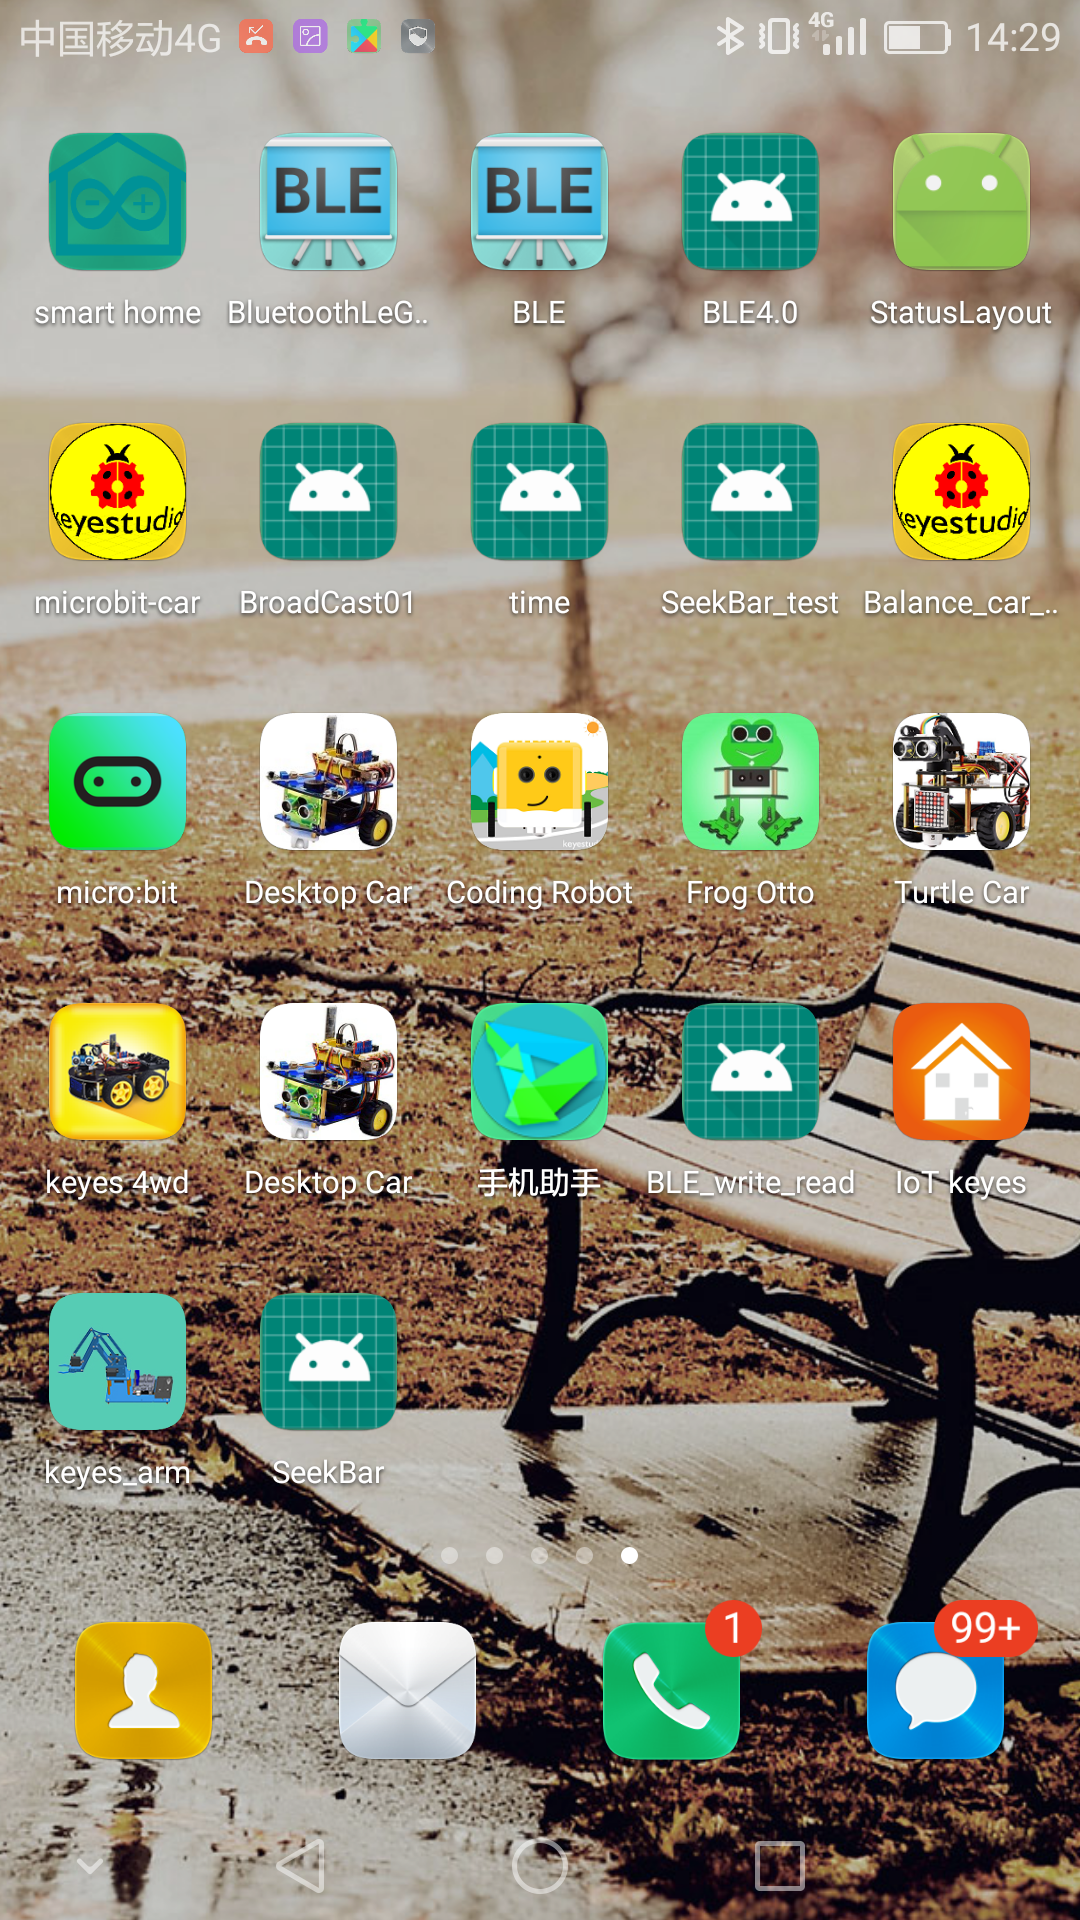 中国移动4G 4G 14:29
BLE BLE
smart home BluetoothLeG.. BLE BLE4.0 StatusLayout
keyestudio keyestudio
microbit-car BroadCast01 time SeekBar_test Balance_car_..
keyestu
micro:bit Desktop Car Coding Robot Frog Otto Turtle Car
keyes 4wd Desktop Car 手机助手 BLE_write_read IoT keyes
keyes_arm SeekBar
1 99+